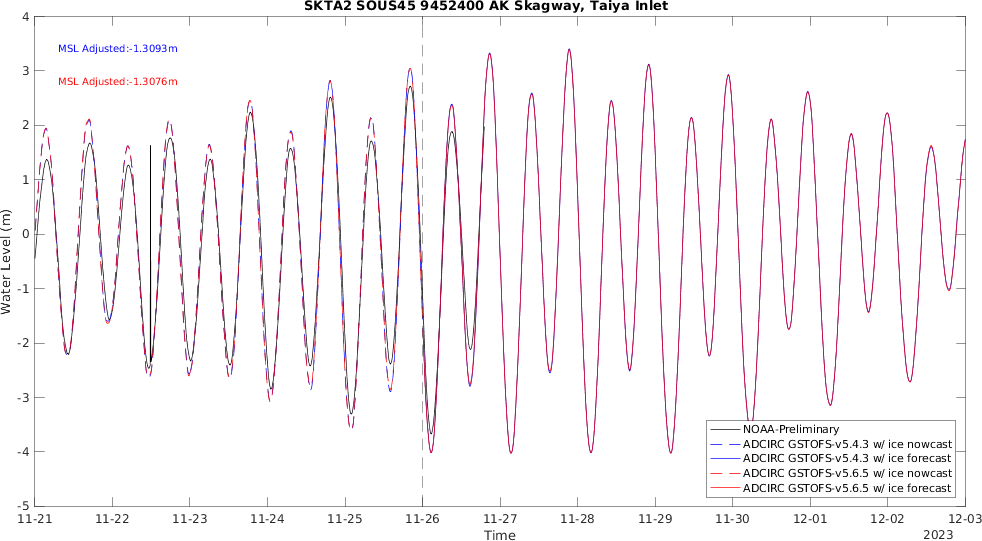 SKTA2 SOUS45 9452400 AK Skagway, Taiya Inlet
MSL Adjusted:-1.3093m
MSL Adjusted:-1.3076m
Water Level (m)
4
3
2
1
0
-1
-2
-3
-4
-5
NOAA-Preliminary
ADCIRC GSTOFS-v5.4.3 w/ ice nowcast
ADCIRC GSTOFS-v5.4.3 w/ ice forecast
ADCIRC GSTOFS-v5.6.5 w/ ice nowcast
ADCIRC GSTOFS-v5.6.5 w/ ice forecast
11-21 11-22 11-23 11-24 11-25 11-26 11-27 11-28 11-29 11-30 12-01 12-02 12-03
Time
2023